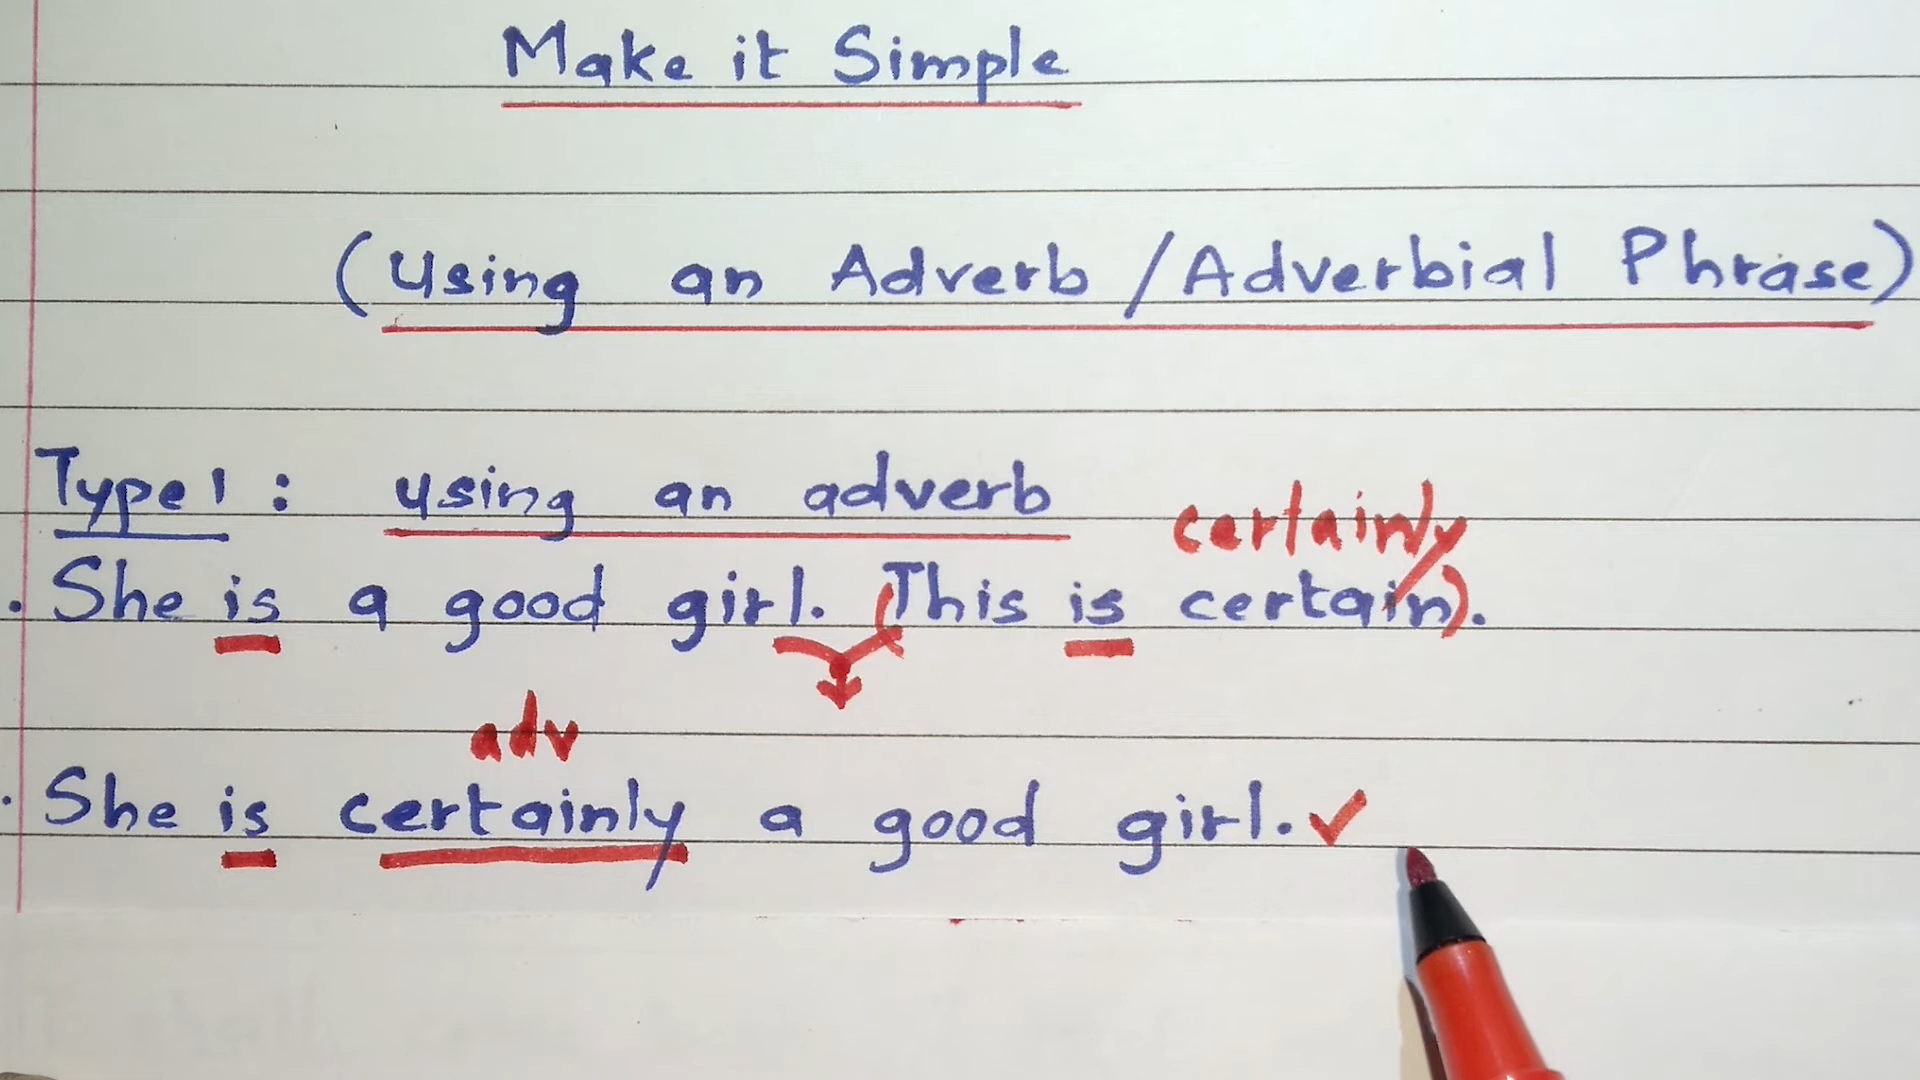 Make it Simple
(Using an Adverb / Adverbial Phrase)
Type 1 : using an adverb
certainly
. She is a good girl. (This is certain).
adv
. She is certainly a good girl. ✓